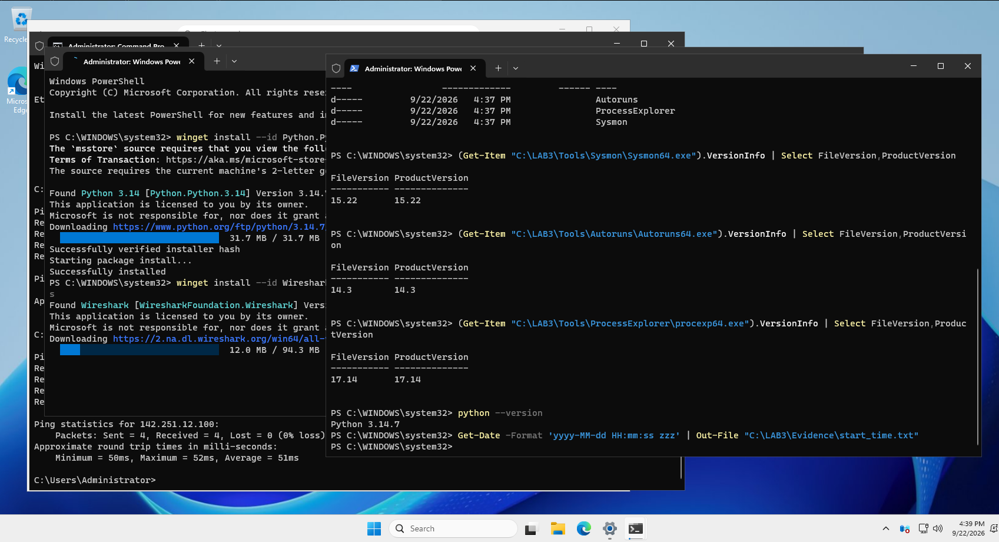 Recycle
Micros
Edge
Administrator: Command Pro
Wi
Et
C:
Pi
Re
Re
Re
Re
Pi
Ap
C:
Pi
Re
Re
Re
Re
Ping statistics for 142.251.12.100:
    Packets: Sent = 4, Received = 4, Lost = 0 (0% loss)
Approximate round trip times in milli-seconds:
    Minimum = 50ms, Maximum = 52ms, Average = 51ms
C:\Users\Administrator>
Administrator: Windows Powe
Windows PowerShell
Copyright (C) Microsoft Corporation. All rights rese
Install the latest PowerShell for new features and i
PS C:\WINDOWS\system32> winget install --id Python.Py
The `msstore` source requires that you view the foll
Terms of Transaction: https://aka.ms/microsoft-store-
The source requires the current machine's 2-letter g
Found Python 3.14 [Python.Python.3.14] Version 3.14.
This application is licensed to you by its owner.
Microsoft is not responsible for, nor does it grant a
Downloading https://www.python.org/ftp/python/3.14.7
31.7 MB / 31.7 MB
Successfully verified installer hash
Starting package install...
Successfully installed
PS C:\WINDOWS\system32> winget install --id Wireshark
s
Found Wireshark [WiresharkFoundation.Wireshark] Vers
This application is licensed to you by its owner.
Microsoft is not responsible for, nor does it grant a
Downloading https://2.na.dl.wireshark.org/win64/all-
12.0 MB / 94.3 MB
Administrator: Windows Powe
----                 -------------         ------ ----
d-----         9/22/2026   4:37 PM                Autoruns
d-----         9/22/2026   4:37 PM                ProcessExplorer
d-----         9/22/2026   4:37 PM                Sysmon
PS C:\WINDOWS\system32> (Get-Item "C:\LAB3\Tools\Sysmon\Sysmon64.exe").VersionInfo | Select FileVersion,ProductVersion
FileVersion ProductVersion
----------- --------------
15.22       15.22
PS C:\WINDOWS\system32> (Get-Item "C:\LAB3\Tools\Autoruns\Autoruns64.exe").VersionInfo | Select FileVersion,ProductVersi
on
FileVersion ProductVersion
----------- --------------
14.3        14.3
PS C:\WINDOWS\system32> (Get-Item "C:\LAB3\Tools\ProcessExplorer\procexp64.exe").VersionInfo | Select FileVersion,Produc
tVersion
FileVersion ProductVersion
----------- --------------
17.14       17.14
PS C:\WINDOWS\system32> python --version
Python 3.14.7
PS C:\WINDOWS\system32> Get-Date -Format 'yyyy-MM-dd HH:mm:ss zzz' | Out-File "C:\LAB3\Evidence\start_time.txt"
PS C:\WINDOWS\system32>
Search
4:39 PM
9/22/2026